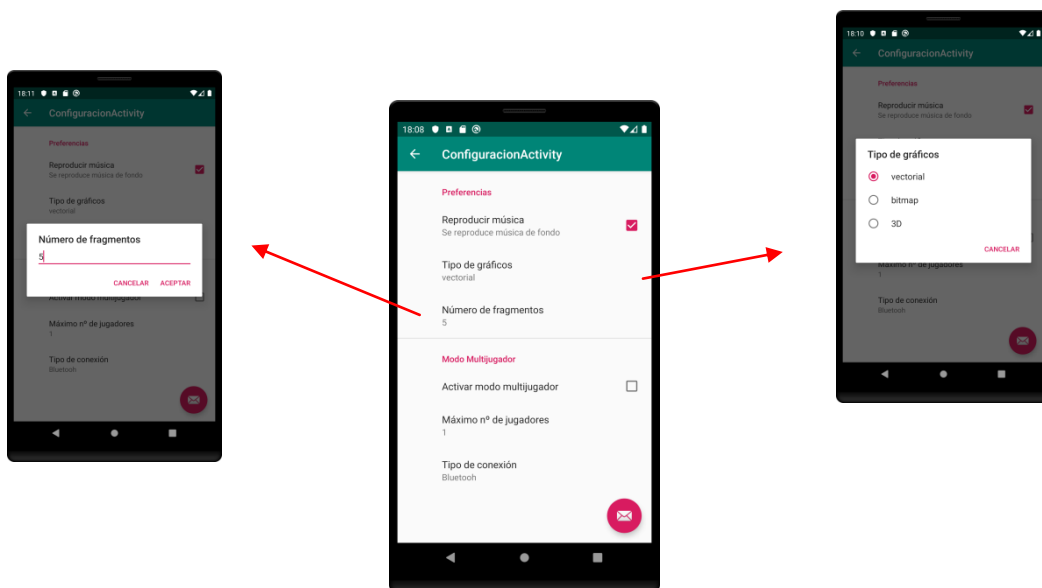 18:11
ConfiguracionActivity
Preferencias
Reproducir música
Se reproduce música de fondo
Tipo de gráficos
vectorial
Número de fragmentos
5
CANCELAR ACEPTAR
Activar modo multijugador
Máximo nº de jugadores
1
Tipo de conexión
Bluetooh
18:08
ConfiguracionActivity
Preferencias
Reproducir música
Se reproduce música de fondo
Tipo de gráficos
vectorial
Número de fragmentos
5
Modo Multijugador
Activar modo multijugador
Máximo nº de jugadores
1
Tipo de conexión
Bluetooh
18:10
ConfiguracionActivity
Preferencias
Reproducir música
Se reproduce música de fondo
Tipo de gráficos
vectorial
bitmap
3D
CANCELAR
Máximo nº de jugadores
1
Tipo de conexión
Bluetooh